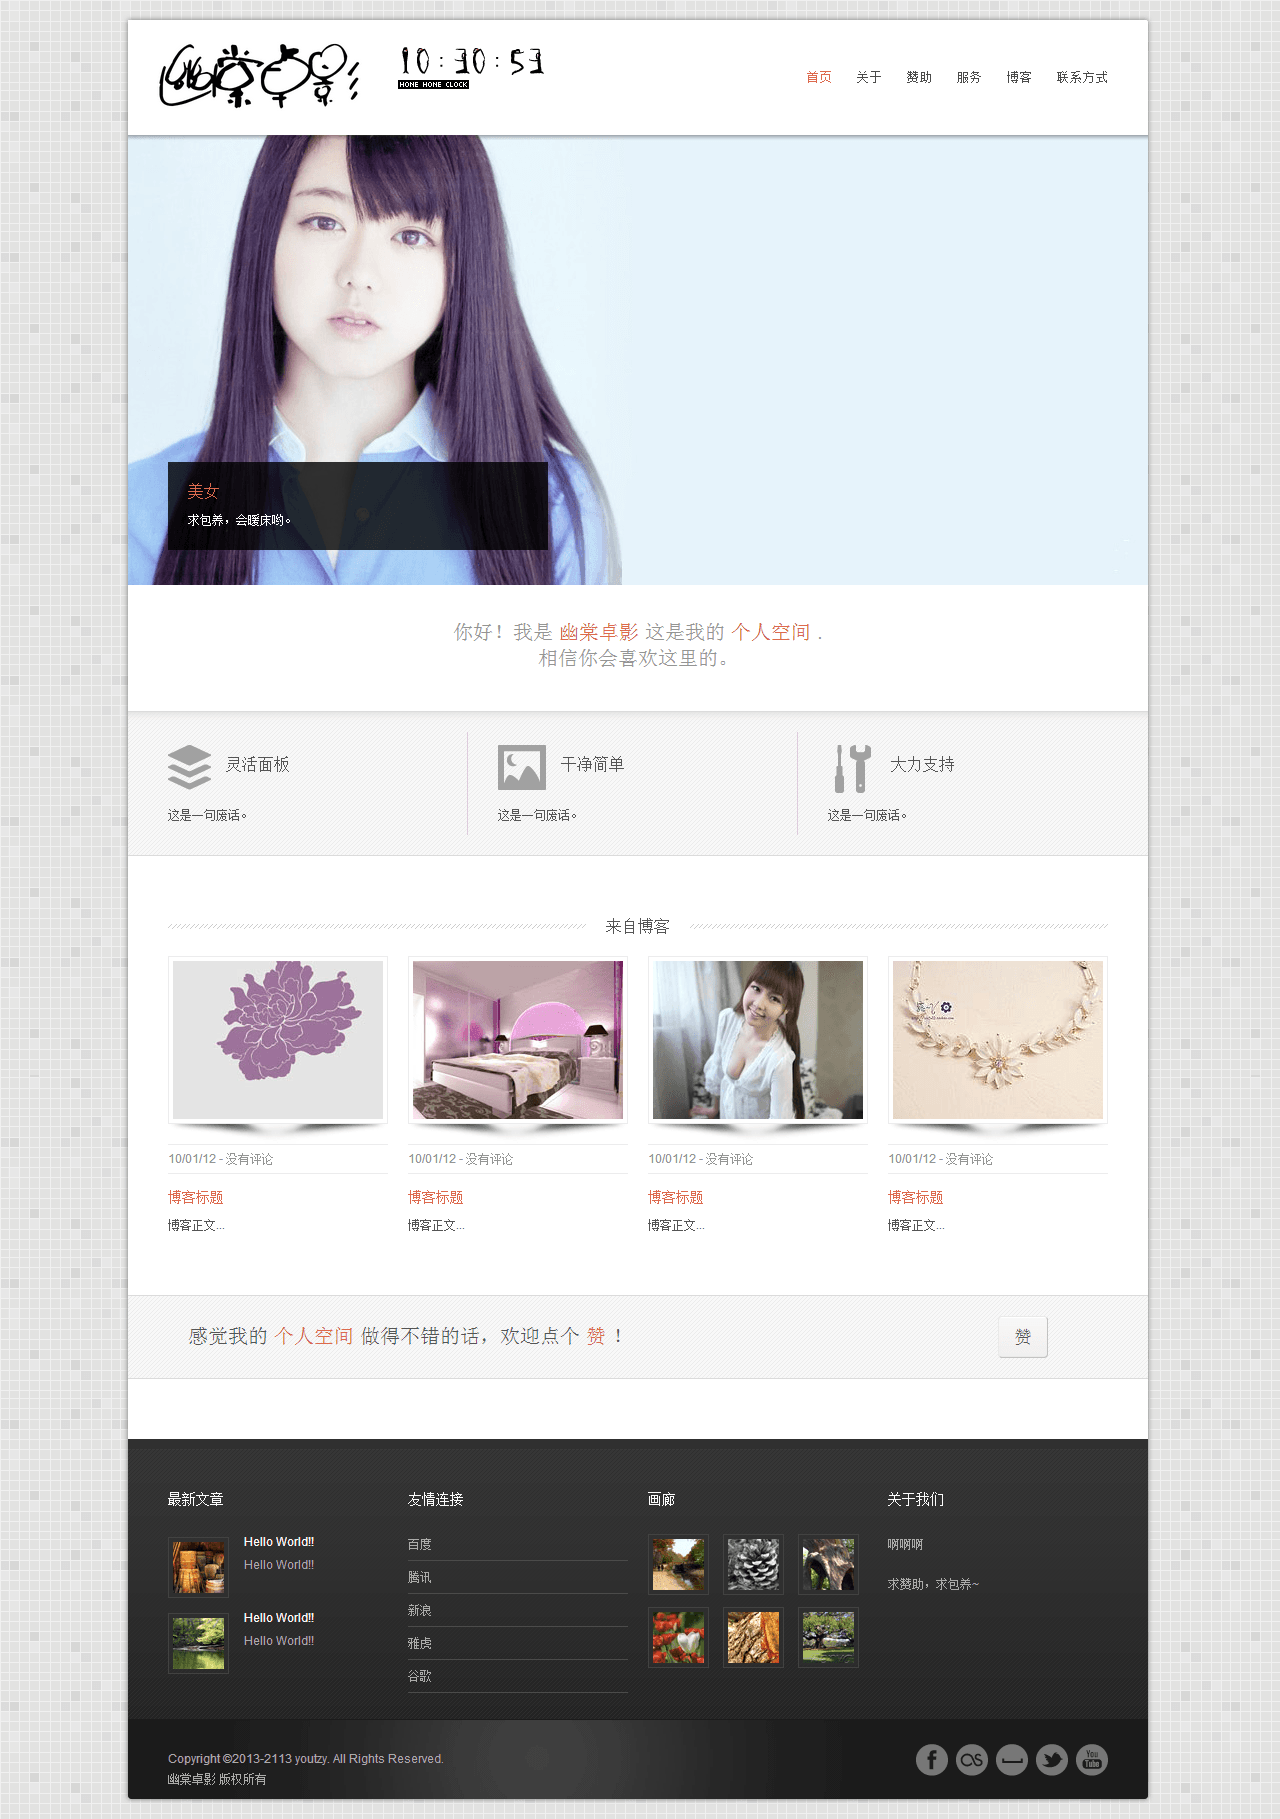 幽棠卓影
10:30:53
HOME HOME CLOCK
首页 关于 赞助 服务 博客 联系方式
美女
求包养，会暖床哟。
你好！我是 幽棠卓影 这是我的 个人空间 .
相信你会喜欢这里的。
灵活面板
这是一句废话。
干净简单
这是一句废话。
大力支持
这是一句废话。
来自博客
10/01/12 - 没有评论
博客标题
博客正文...
10/01/12 - 没有评论
博客标题
博客正文...
10/01/12 - 没有评论
博客标题
博客正文...
10/01/12 - 没有评论
博客标题
博客正文...
感觉我的 个人空间 做得不错的话，欢迎点个 赞 ！
赞
最新文章
Hello World!!
Hello World!!
Hello World!!
Hello World!!
友情连接
百度
腾讯
新浪
雅虎
谷歌
画廊
关于我们
啊啊啊
求赞助，求包养~
Copyright ©2013-2113 youtzy. All Rights Reserved.
幽棠卓影 版权所有
You
Tube